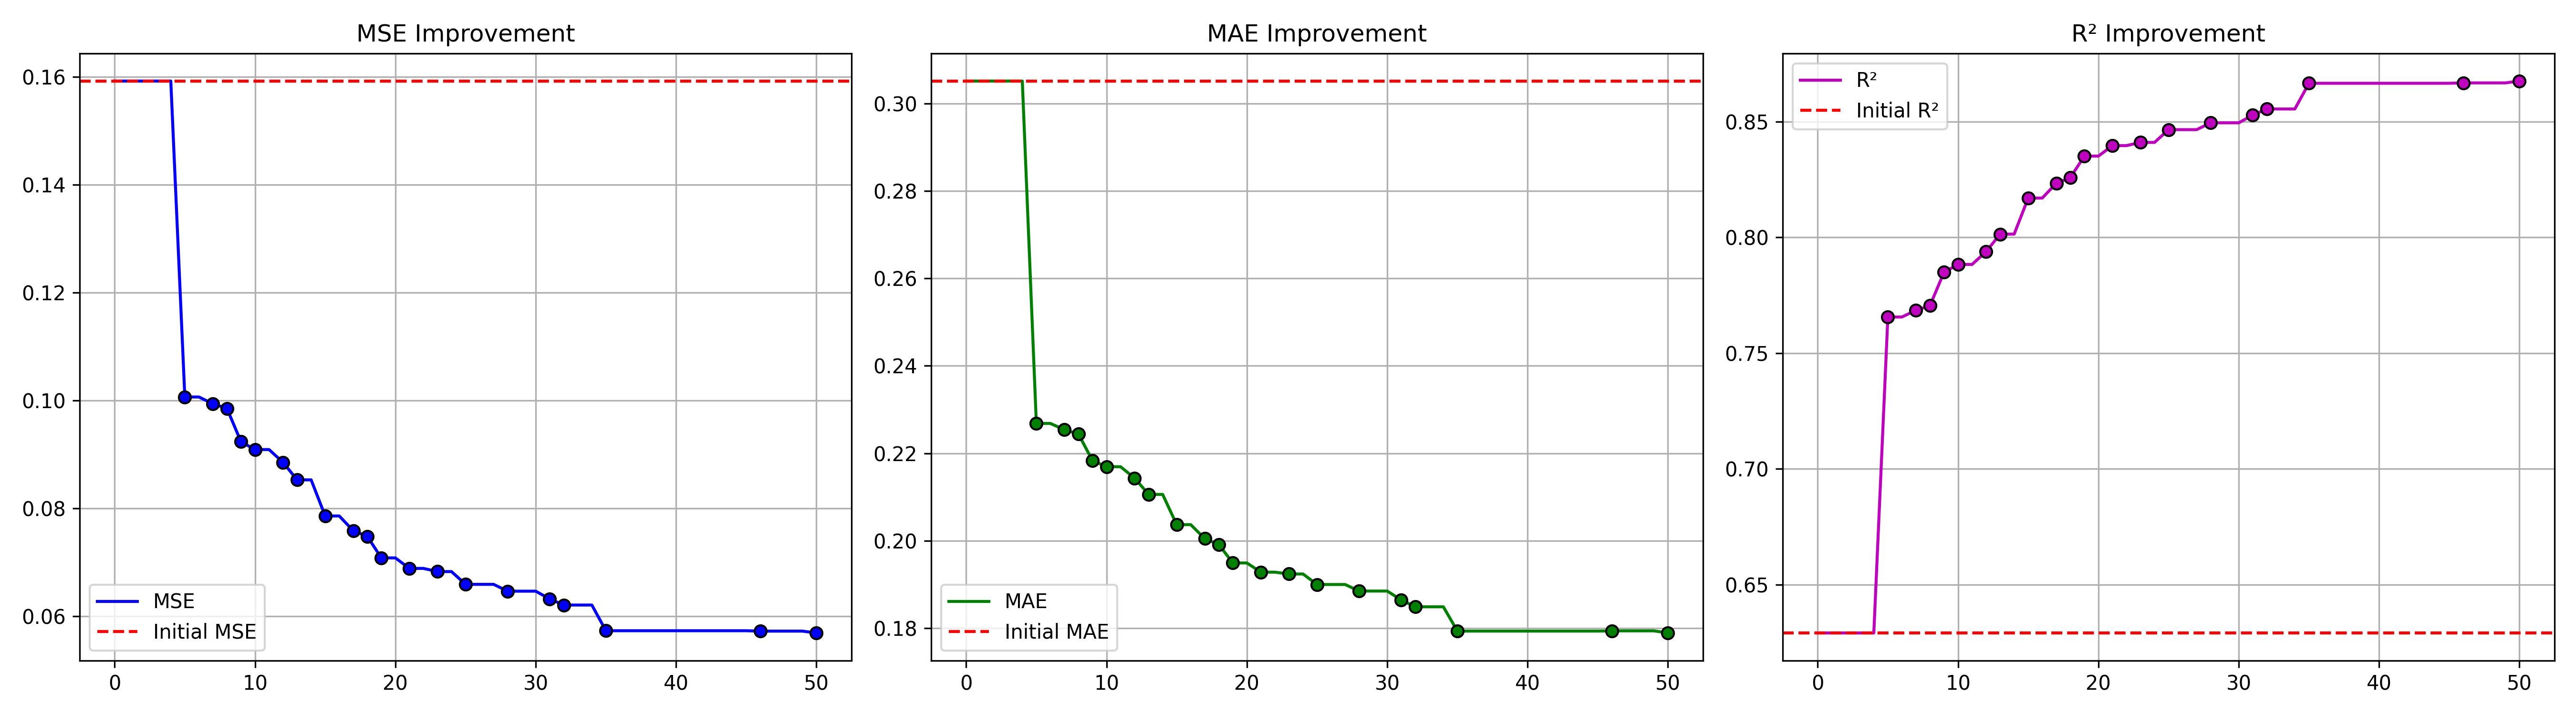 MSE Improvement
0.16
0.14
0.12
0.10
0.08
0.06
MSE
Initial MSE
0 10 20 30 40 50
MAE Improvement
0.30
0.28
0.26
0.24
0.22
0.20
0.18
MAE
Initial MAE
0 10 20 30 40 50
R² Improvement
R²
Initial R²
0.85
0.80
0.75
0.70
0.65
0 10 20 30 40 50